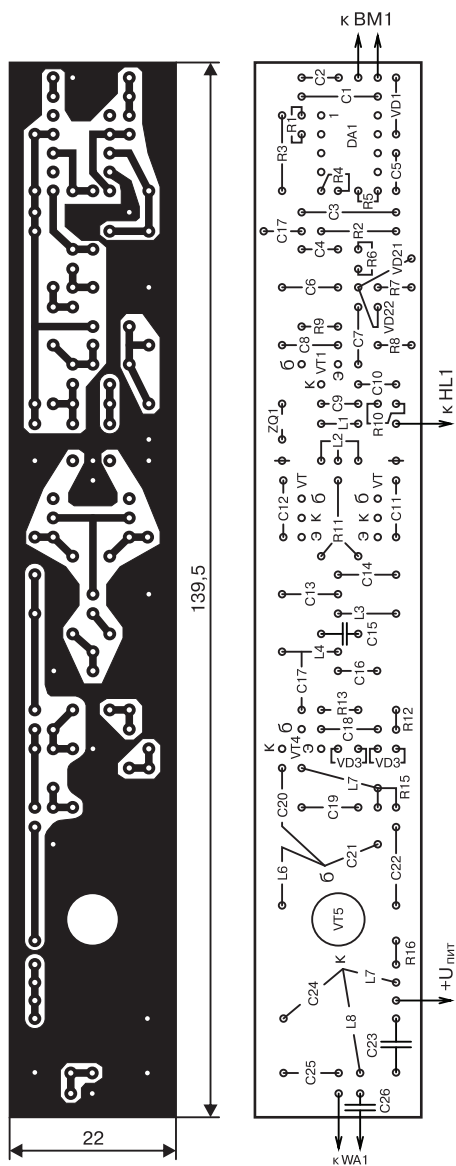 к BM1
C2
C1
VD1
R1
1
DA1
R3
R4
C5
R5
C3
C17
R2
C4
R6
VD21
C6
R7
VD22
R9
C7
C8
R8
б
VT1
Э
К
C10
C9
ZQ1
L1
R10
к HL1
L2
VT
VT
C12
б
б
C11
К
К
Э
Э
R11
C14
C13
139,5
L3
C15
L4
C16
C17
R13
R12
C18
б
К
VT4
Э
VD3
VD3
L7
R15
C20
C19
C21
L6
C22
б
VT5
R16
К
L7
+Uпит
C24
L8
C23
C25
C26
22
к WA1